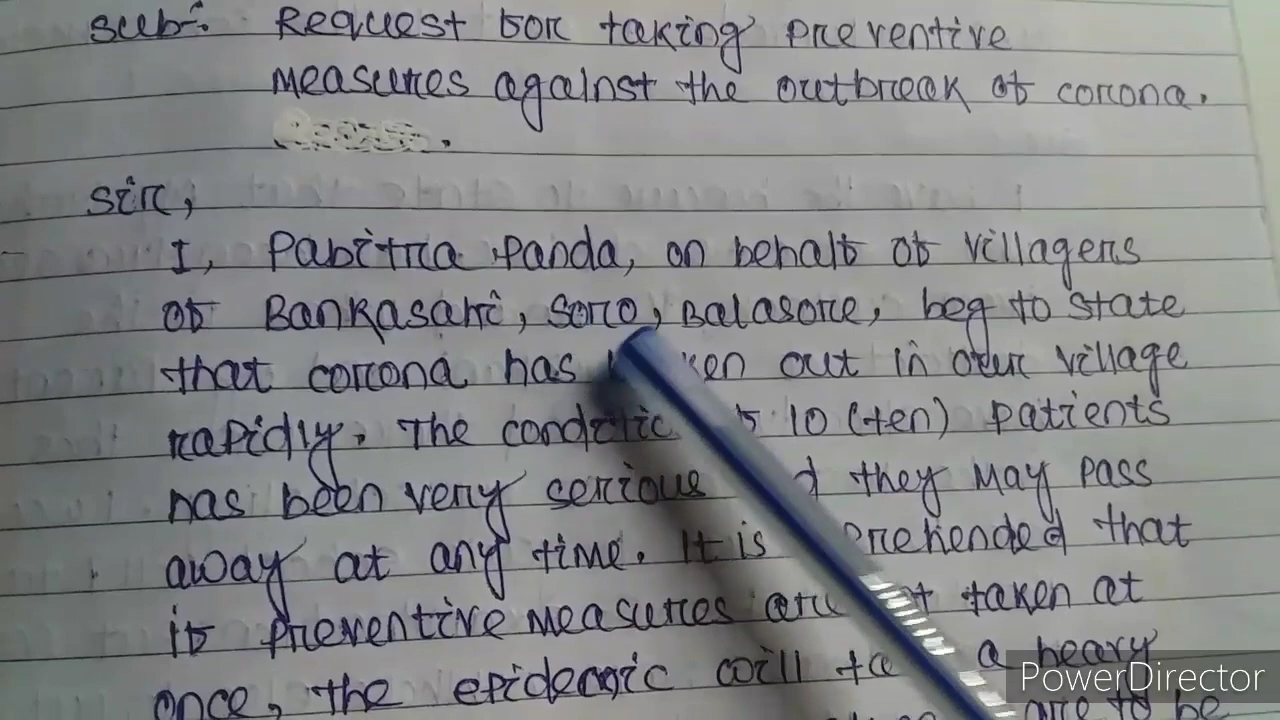 Sub:- Request for taking preventive
measures against the outbreak of corona.
Sir,
I, Pabitra Panda, on behalf of villagers
of Bankasahi, Soro, Balasore, beg to state
that corona has out in our village
rapidly. The 10 (ten) patients
has been very serious they may pass
away at any time. It is that
if preventive measures taken at
once, the epidemic will a heavy
are to be
PowerDirector